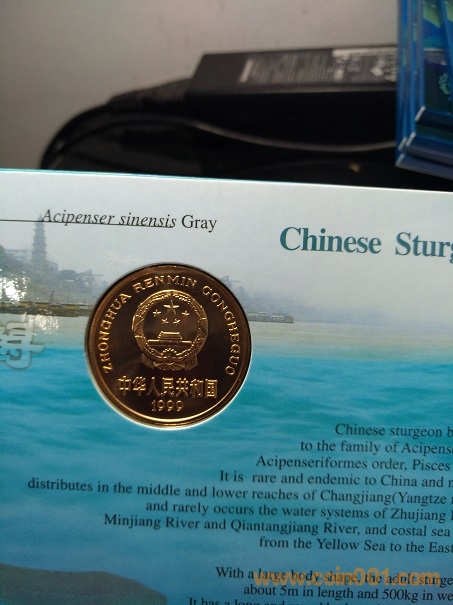 Acipenser sinensis Gray
Chinese
ZHONGHUA RENMIN GONGHEGUO
中华人民共和国
1999
Chinese sturgeon
to the family of
Acipenseriformes order, Pisces
It is rare and endemic to China and
distributes in the middle and lower reaches of Changjiang(Yangtze
and rarely occurs the water systems of Zhujiang
Minjiang River and Qiantangjiang River, and costal sea
from the Yellow Sea to the East
With a large body shape, the adult
about 5m in length and 500kg in
It has a long